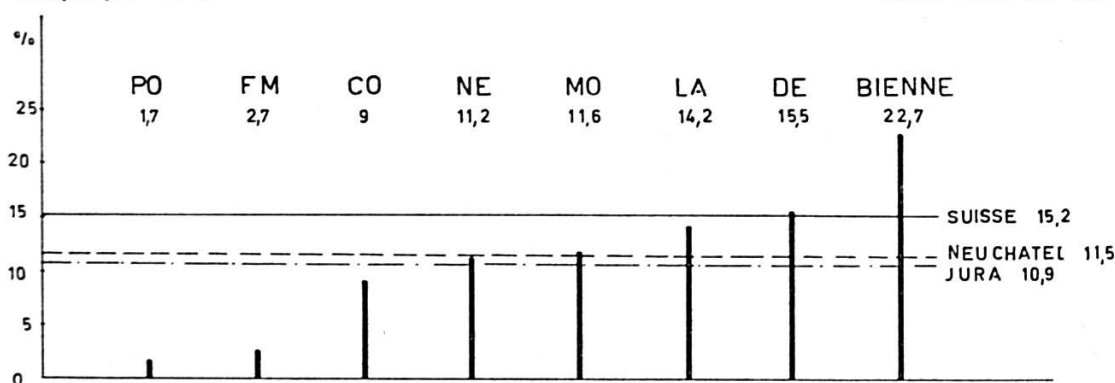 %
PO FM CO NE MO LA DE BIENNE
25 1,7 2,7 9 11,2 11,6 14,2 15,5 22,7
20
15
SUISSE 15,2
NEUCHATEL 11,5
10
JURA 10,9
5
0